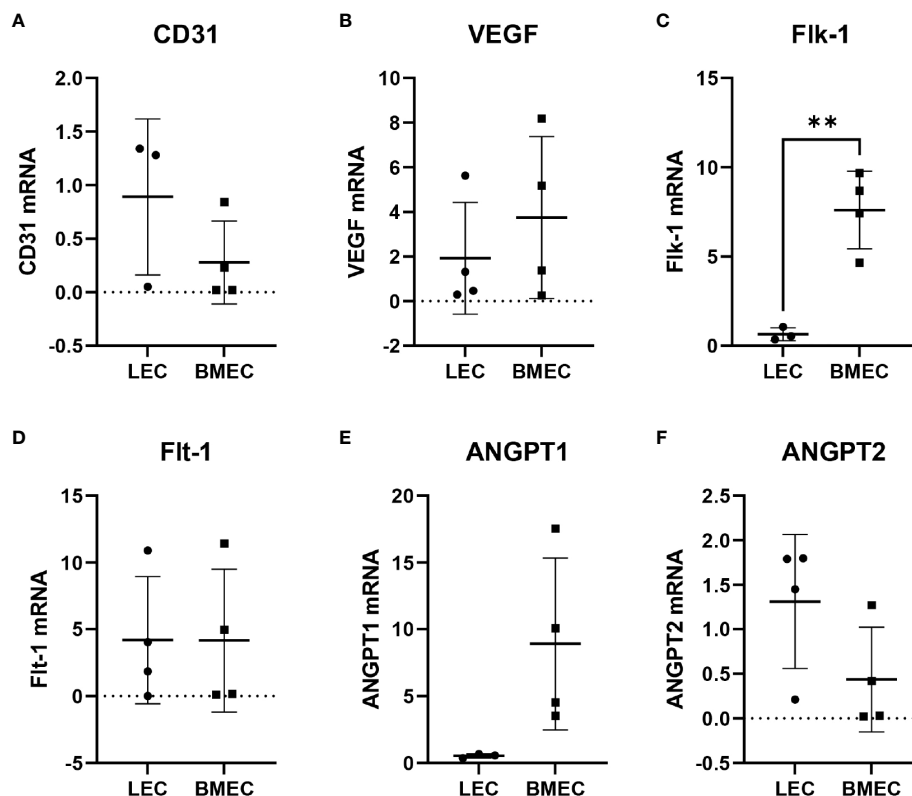 A
CD31
CD31 mRNA
2.0
1.5
1.0
0.5
0.0
-0.5
LEC
BMEC
B
VEGF
VEGF mRNA
10
8
6
4
2
0
-2
LEC
BMEC
C
Flk-1
Flk-1 mRNA
15
10
5
0
**
LEC
BMEC
D
Flt-1
Flt-1 mRNA
15
10
5
0
-5
LEC
BMEC
E
ANGPT1
ANGPT1 mRNA
20
15
10
5
0
LEC
BMEC
F
ANGPT2
ANGPT2 mRNA
2.5
2.0
1.5
1.0
0.5
0.0
-0.5
LEC
BMEC